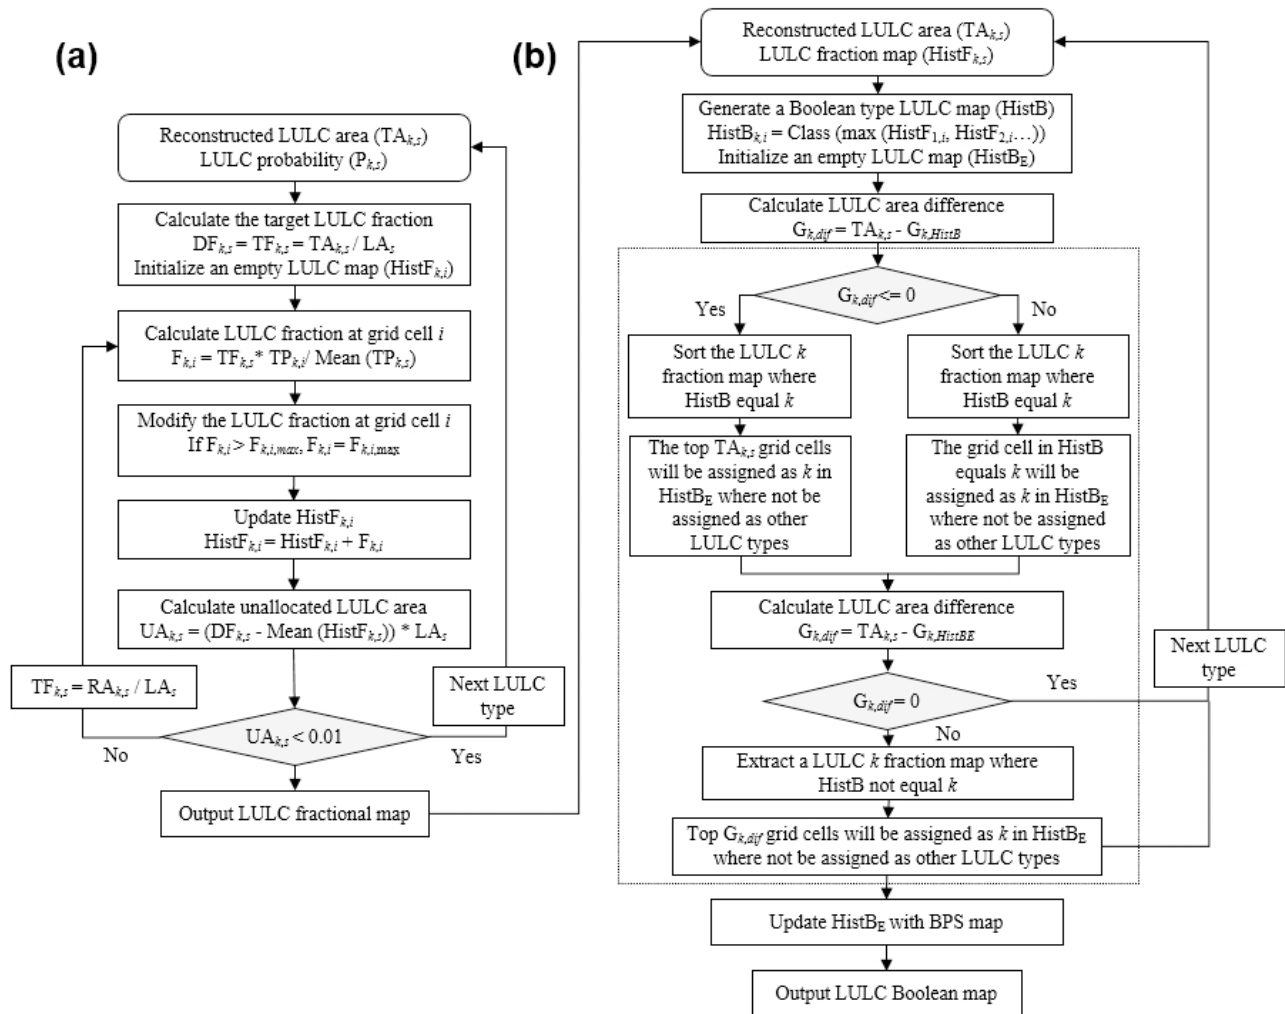 (a)
Reconstructed LULC area (TAk,s)
LULC probability (Pk,s)
Calculate the target LULC fraction
DFk,s = TFk,s = TAk,s / LAs
Initialize an empty LULC map (HistFk,i)
Calculate LULC fraction at grid cell i
Fk,i = TFk,s* TPk,i/ Mean (TPk,s)
Modify the LULC fraction at grid cell i
If Fk,i > Fk,i,max, Fk,i = Fk,i,max
Update HistFk,i
HistFk,i = HistFk,i + Fk,i
Calculate unallocated LULC area
UAk,s = (DFk,s - Mean (HistFk,s)) * LAs
TFk,s = RAk,s / LAs
Next LULC
type
UAk,s < 0.01
No
Yes
Output LULC fractional map
(b)
Reconstructed LULC area (TAk,s)
LULC fraction map (HistFk,s)
Generate a Boolean type LULC map (HistB)
HistBk,i = Class (max (HistF1,i, HistF2,i…))
Initialize an empty LULC map (HistBE)
Calculate LULC area difference
Gk,dif = TAk,s - Gk,HistB
Gk,dif <= 0
Yes
No
Sort the LULC k
fraction map where
HistB equal k
Sort the LULC k
fraction map where
HistB equal k
The top TAk,s grid cells
will be assigned as k in
HistBE where not be
assigned as other
LULC types
The grid cell in HistB
equals k will be
assigned as k in HistBE
where not be assigned
as other LULC types
Calculate LULC area difference
Gk,dif = TAk,s - Gk,HistBE
Next LULC
type
Gk,dif = 0
Yes
No
Extract a LULC k fraction map where
HistB not equal k
Top Gk,dif grid cells will be assigned as k in HistBE
where not be assigned as other LULC types
Update HistBE with BPS map
Output LULC Boolean map